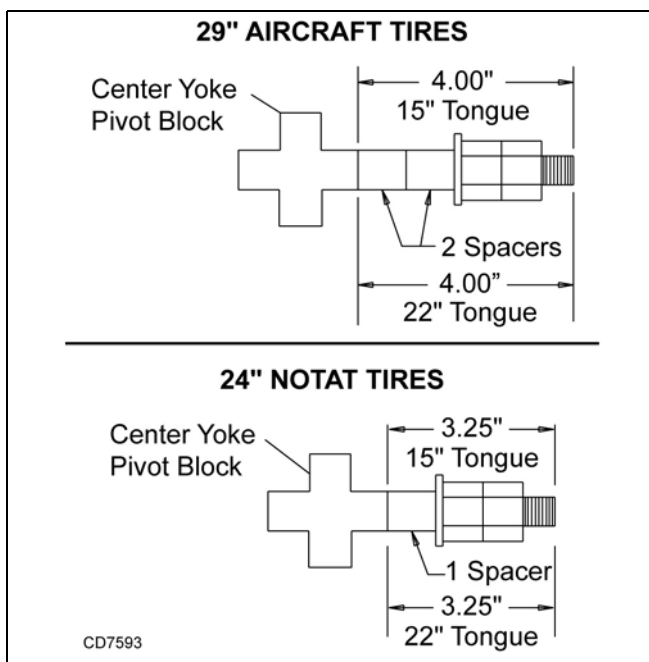 29" AIRCRAFT TIRES
Center Yoke
Pivot Block
4.00"
15" Tongue
2 Spacers
4.00”
22" Tongue
24" NOTAT TIRES
Center Yoke
Pivot Block
3.25"
15" Tongue
1 Spacer
3.25"
22" Tongue
CD7593